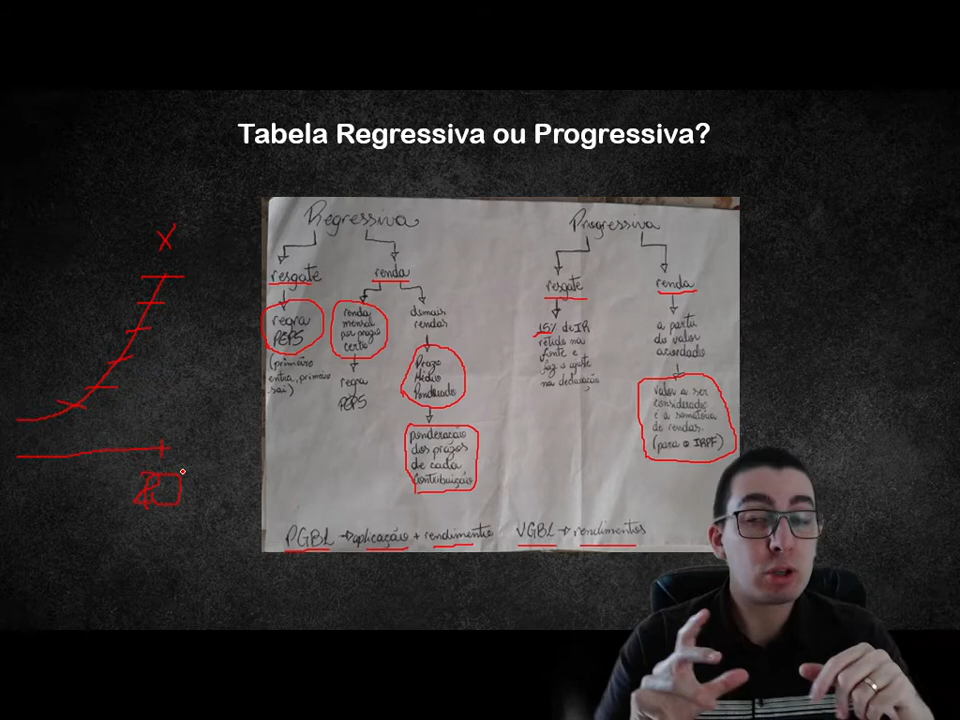 Tabela Regressiva ou Progressiva?
Regressiva
resgate
renda
regra
PEPS
(primeiro
entra, primeiro
sai)
renda
mensal
por prazo
certo
regra
PEPS
demais
rendas
Prazo
Médio
Ponderado
ponderação
dos prazos
de cada
contribuição
Progressiva
resgate
renda
15% de IR
retido na
fonte e
faz o ajuste
na declaração
a partir
do valor
acordado
valor a ser
considerado
é a somatória
de rendas.
(para o IRPF)
PGBL → aplicação + rendimentos
VGBL → rendimentos
X